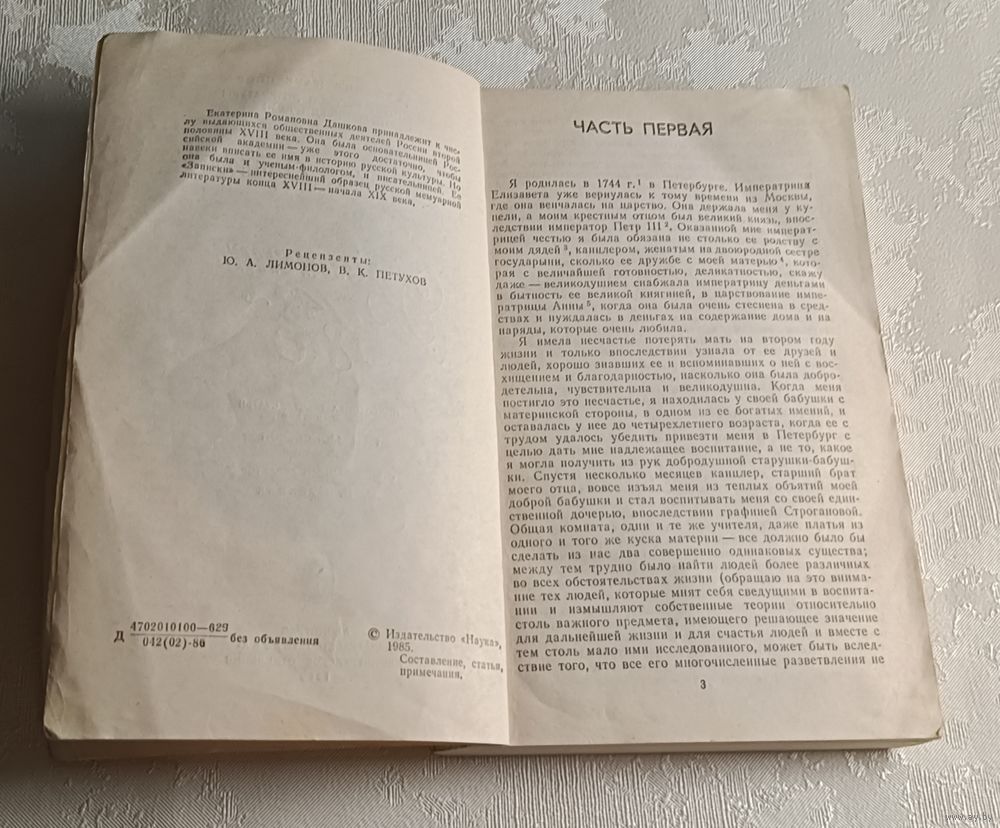 Екатерина Романовна Дашкова принадлежит к чис-
лу выдающихся общественных деятелей России второй
половины XVIII века. Она была основательницей Рос-
сийской академии — уже этого достаточно, чтобы
навеки вписать ее имя в историю русской культуры. Но
она была и ученым-филологом, и писательницей. Ее
«Записки» — интереснейший образец русской мемуарной
литературы конца XVIII — начала XIX века.
Рецензенты:
Ю. А. ЛИМОНОВ, В. К. ПЕТУХОВ
Д 4702010100—629
042(02)-86 без объявления
© Издательство «Наука»,
1985.
Составление, статья,
примечания.
ЧАСТЬ ПЕРВАЯ
Я родилась в 1744 г.¹ в Петербурге. Императрица
Елизавета уже вернулась к тому времени из Москвы,
где она венчалась на царство. Она держала меня у ку-
пели, а моим крестным отцом был великий князь, впос-
ледствии император Петр III². Оказанной мне императ-
рицей честью я была обязана не столько ее родству с
моим дядей³, канцлером, женатым на двоюродной сестре
государыни, сколько ее дружбе с моей матерью⁴, кото-
рая с величайшей готовностью, деликатностью, скажу
даже — великодушием снабжала императрицу деньгами
в бытность ее великой княгиней, в царствование импе-
ратрицы Анны⁵, когда она была очень стеснена в сред-
ствах и нуждалась в деньгах на содержание дома и на
наряды, которые очень любила.
Я имела несчастье потерять мать на втором году
жизни и только впоследствии узнала от ее друзей и
людей, хорошо знавших ее и вспоминавших о ней с вос-
хищением и благодарностью, насколько она была добро-
детельна, чувствительна и великодушна. Когда меня
постигло это несчастье, я находилась у своей бабушки с
материнской стороны, в одном из ее богатых имений, и
оставалась у нее до четырехлетнего возраста, когда ее с
трудом удалось убедить привезти меня в Петербург с
целью дать мне надлежащее воспитание, а не то, какое
я могла получить из рук добродушной старушки-бабуш-
ки. Спустя несколько месяцев канцлер, старший брат
моего отца, вовсе изъял меня из теплых объятий моей
доброй бабушки и стал воспитывать меня со своей един-
ственной дочерью, впоследствии графиней Строгановой.
Общая комната, одни и те же учителя, даже платья из
одного и того же куска материи — все должно было бы
сделать из нас два совершенно одинаковых существа;
между тем трудно было найти людей более различных
во всех обстоятельствах жизни (обращаю на это внима-
ние тех людей, которые мнят себя сведущими в воспита-
нии и измышляют собственные теории относительно
столь важного предмета, имеющего решающее значение
для дальнейшей жизни и для счастья людей и вместе с
тем столь мало ими исследованного, может быть вслед-
ствие того, что все его многочисленные разветвления не
3
www.ay.by